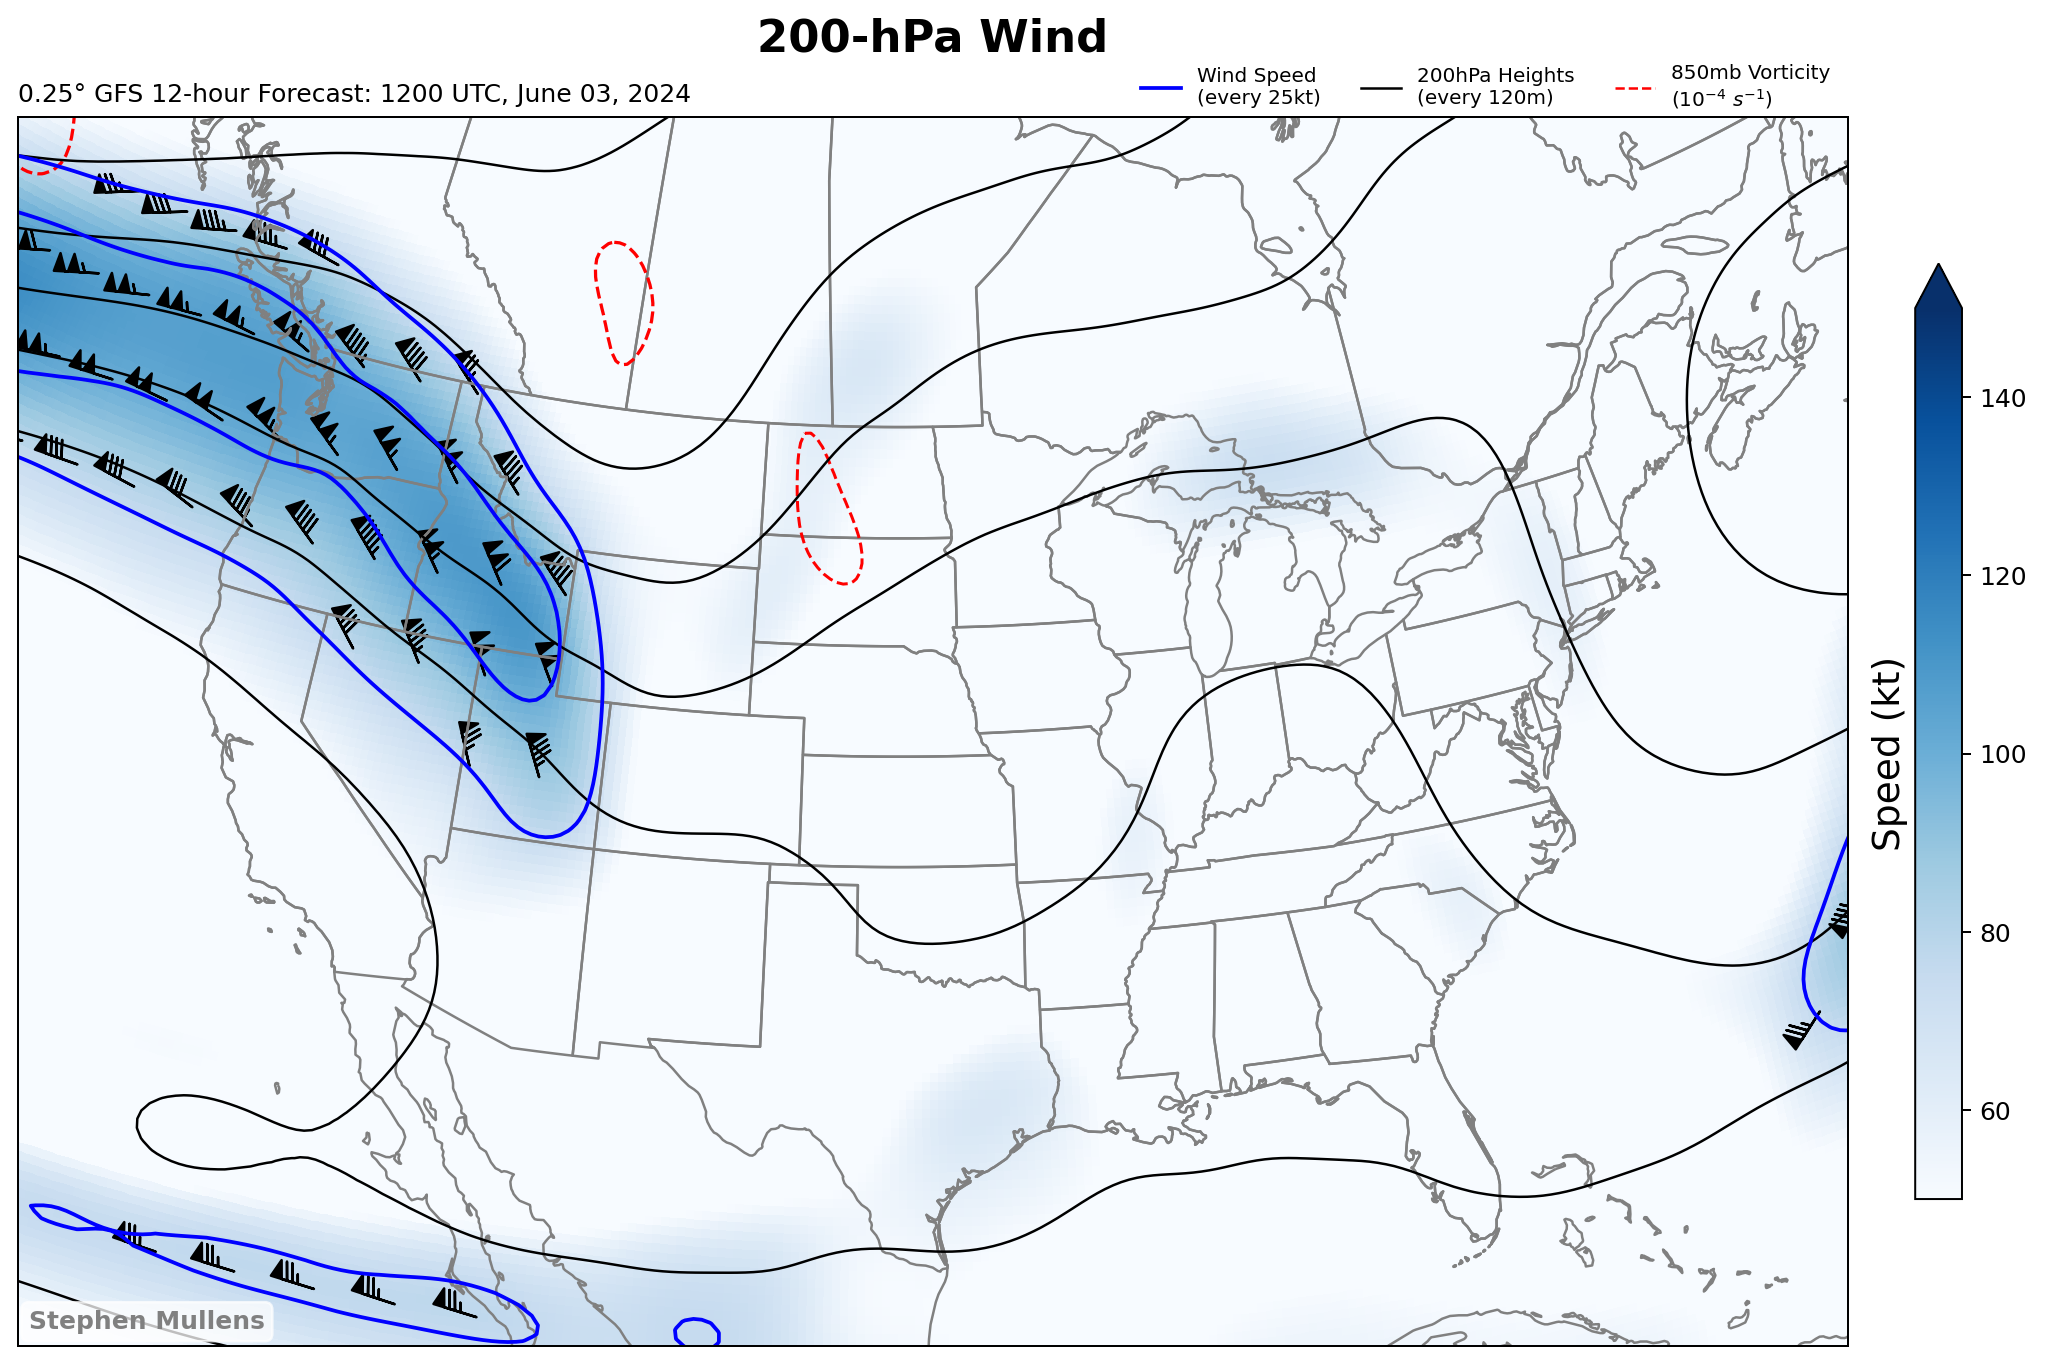 200-hPa Wind
0.25° GFS 12-hour Forecast: 1200 UTC, June 03, 2024
Wind Speed
(every 25kt)
200hPa Heights
(every 120m)
850mb Vorticity
(10⁻⁴ s⁻¹)
140
120
100
80
60
Speed (kt)
Stephen Mullens